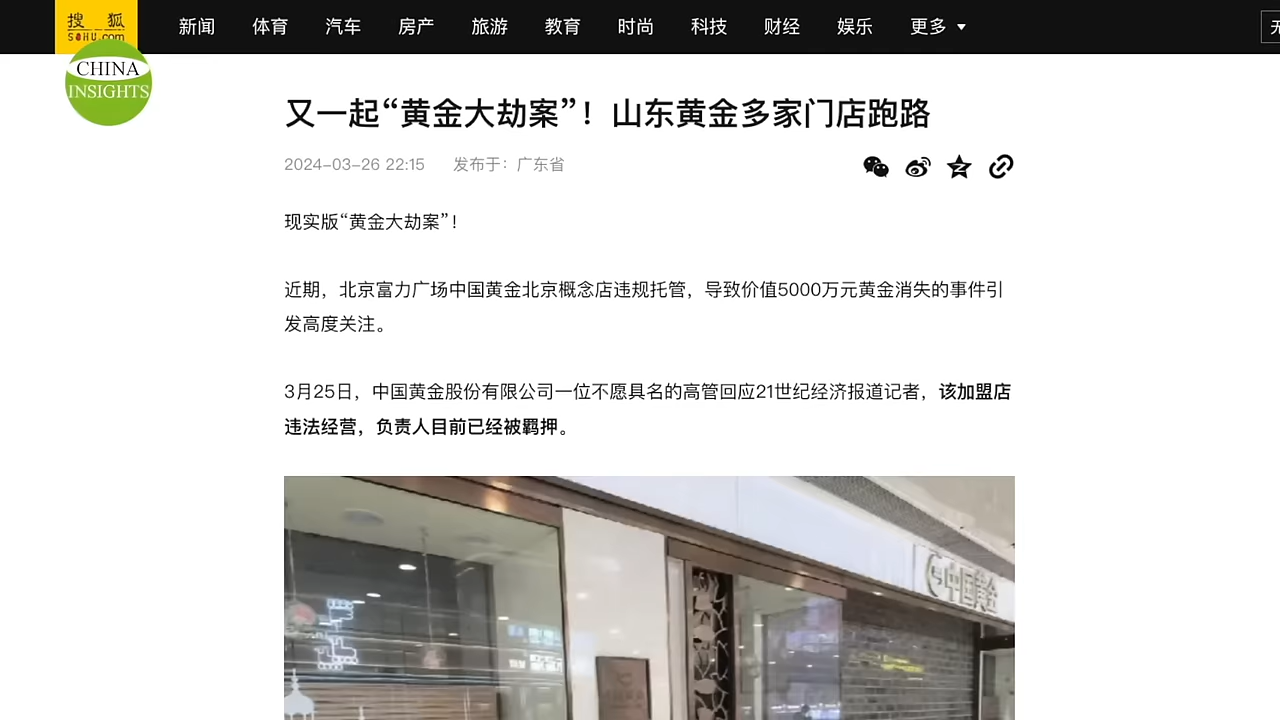 搜 狐
SOHU.com
新闻 体育 汽车 房产 旅游 教育 时尚 科技 财经 娱乐 更多
CHINA
INSIGHTS
又一起“黄金大劫案”！山东黄金多家门店跑路
2024-03-26 22:15 发布于：广东省
现实版“黄金大劫案”！
近期，北京富力广场中国黄金北京概念店违规托管，导致价值5000万元黄金消失的事件引
发高度关注。
3月25日，中国黄金股份有限公司一位不愿具名的高管回应21世纪经济报道记者，该加盟店
违法经营，负责人目前已经被羁押。
中国黄金